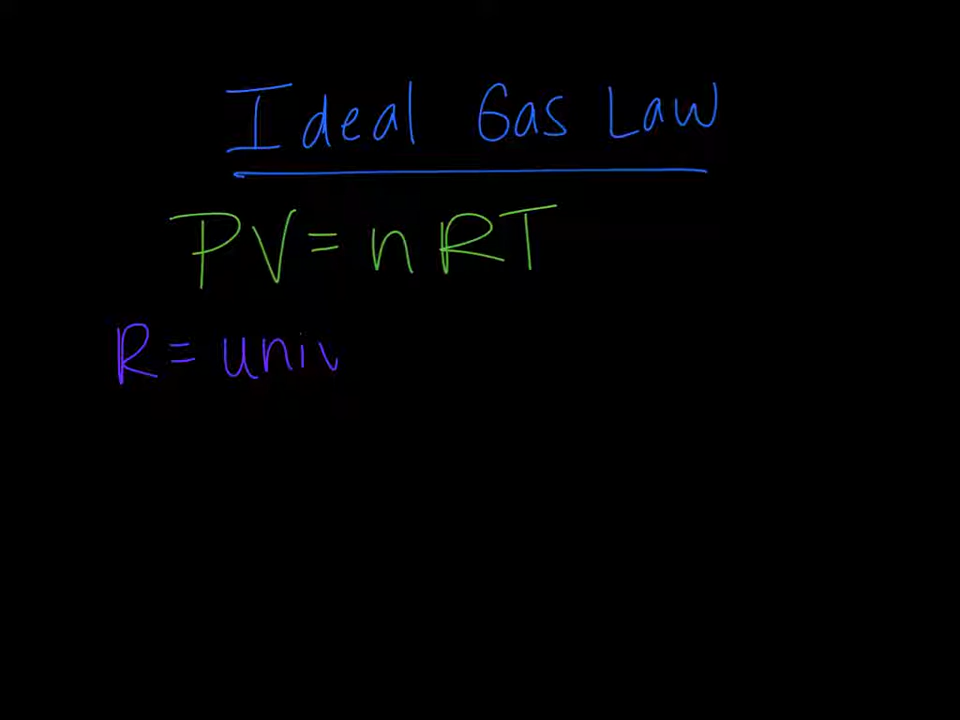 Ideal Gas Law
PV = nRT
R = univ